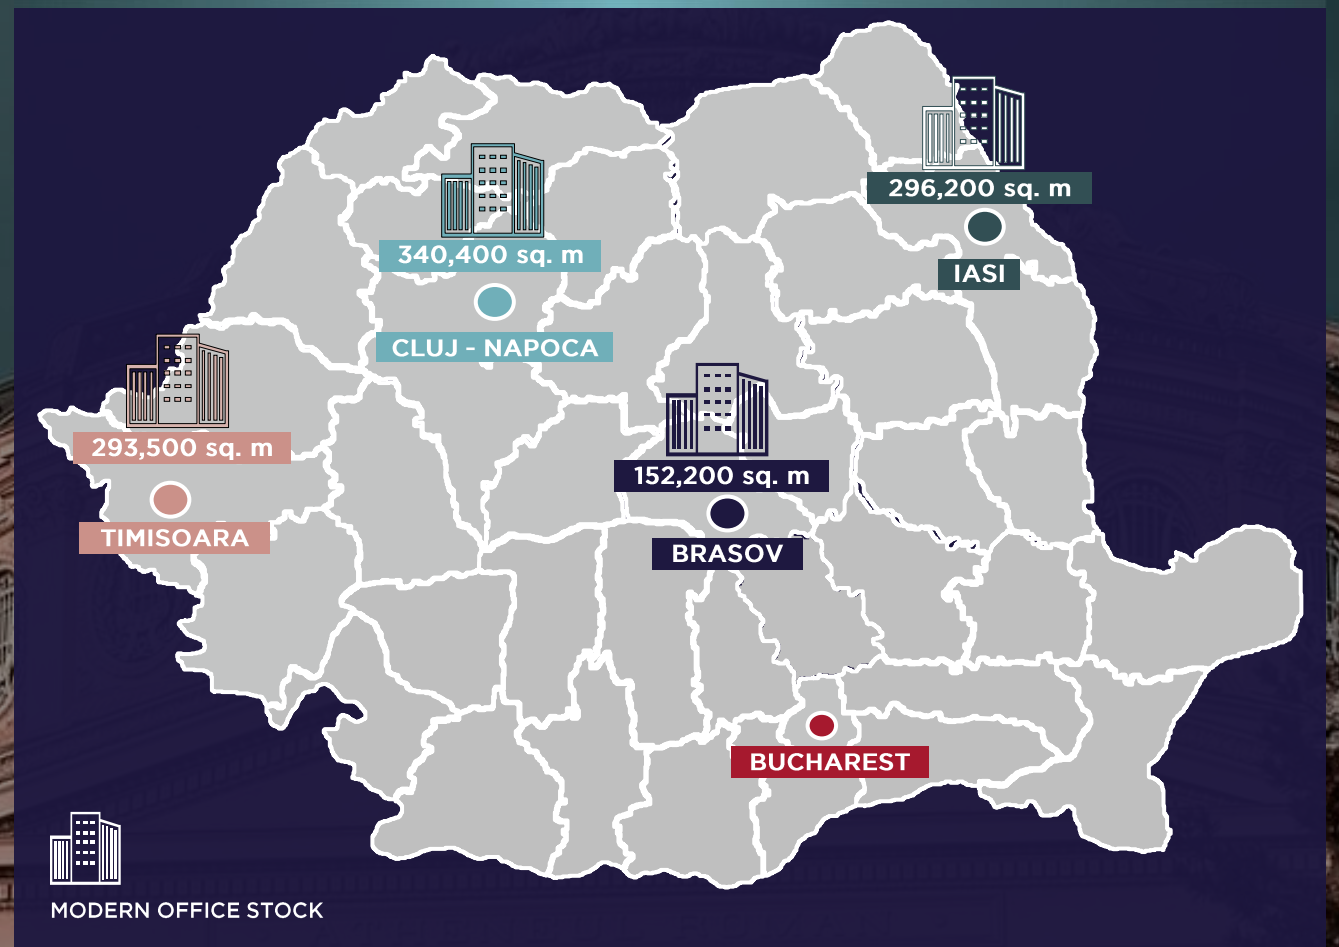 296,200 sq. m
IASI
340,400 sq. m
CLUJ - NAPOCA
293,500 sq. m
TIMISOARA
152,200 sq. m
BRASOV
BUCHAREST
MODERN OFFICE STOCK